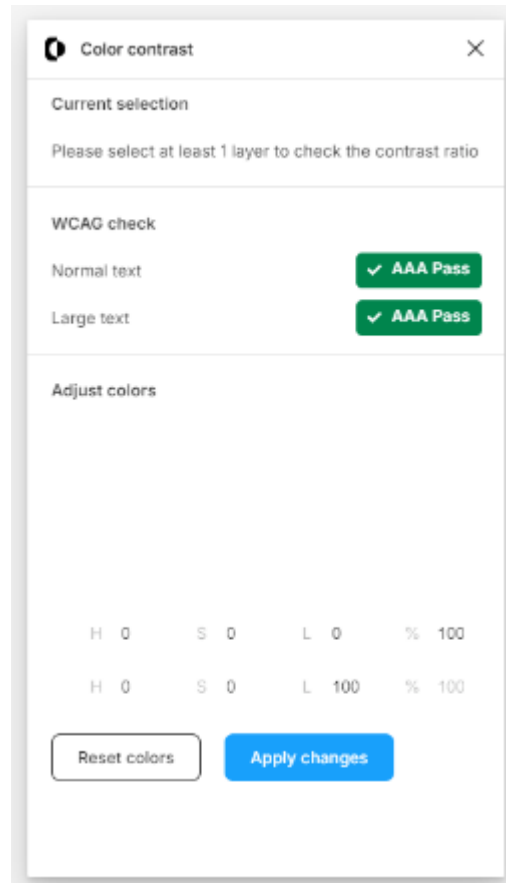 Color contrast
Current selection
Please select at least 1 layer to check the contrast ratio
WCAG check
Normal text
AAA Pass
Large text
AAA Pass
Adjust colors
H 0 S 0 L 0 % 100
H 0 S 0 L 100 % 100
Reset colors
Apply changes